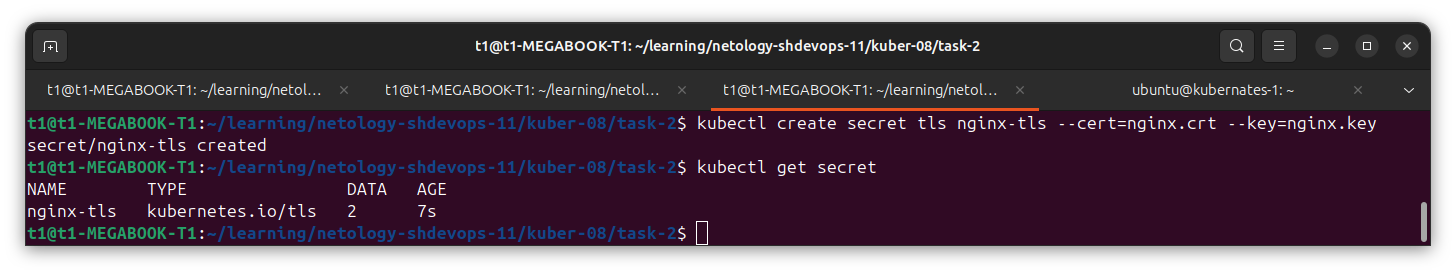 t1@t1-MEGABOOK-T1: ~/learning/netology-shdevops-11/kuber-08/task-2
t1@t1-MEGABOOK-T1: ~/learning/netol...
t1@t1-MEGABOOK-T1: ~/learning/netol...
t1@t1-MEGABOOK-T1: ~/learning/netol...
ubuntu@kubernates-1: ~
t1@t1-MEGABOOK-T1:~/learning/netology-shdevops-11/kuber-08/task-2$ kubectl create secret tls nginx-tls --cert=nginx.crt --key=nginx.key
secret/nginx-tls created
t1@t1-MEGABOOK-T1:~/learning/netology-shdevops-11/kuber-08/task-2$ kubectl get secret
NAME        TYPE                DATA   AGE
nginx-tls   kubernetes.io/tls   2      7s
t1@t1-MEGABOOK-T1:~/learning/netology-shdevops-11/kuber-08/task-2$